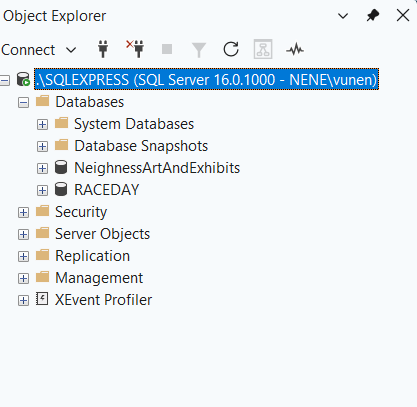 Object Explorer
Connect
.\SQLEXPRESS (SQL Server 16.0.1000 - NENE\vunen)
Databases
System Databases
Database Snapshots
NeighnessArtAndExhibits
RACEDAY
Security
Server Objects
Replication
Management
XEvent Profiler